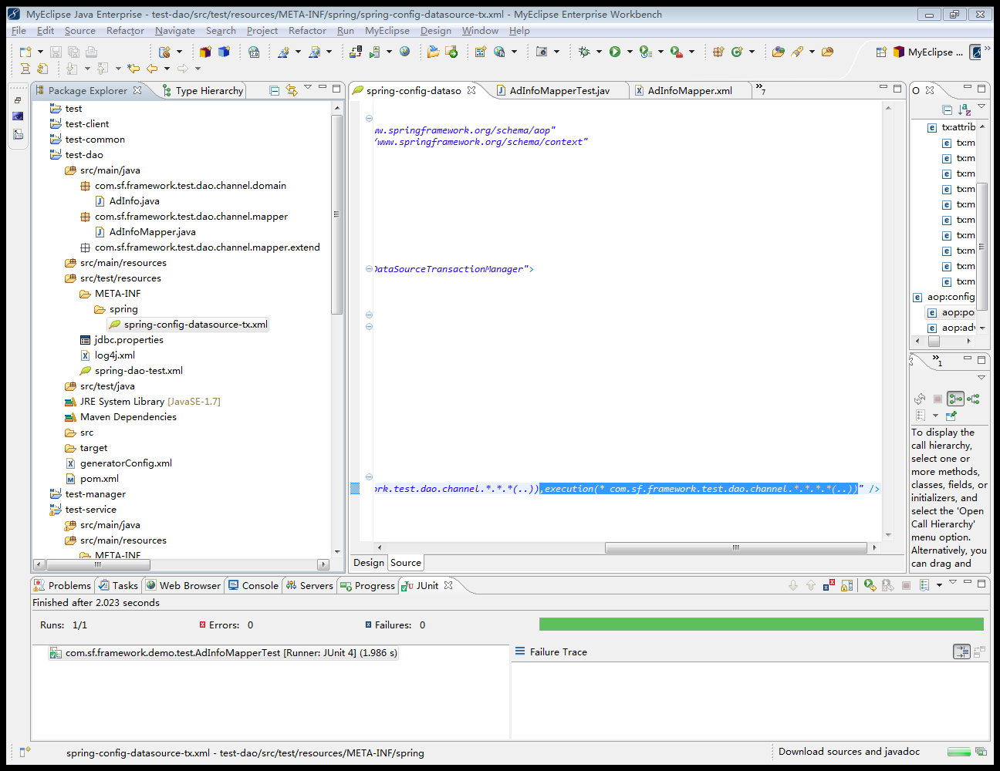 MyEclipse Java Enterprise - test-dao/src/test/resources/META-INF/spring/spring-config-datasource-tx.xml - MyEclipse Enterprise Workbench
File Edit Source Refactor Navigate Search Project Refactor Run MyEclipse Design Window Help
MyEclipse ...
Package Explorer
Type Hierarchy
test
test-client
test-common
test-dao
src/main/java
com.sf.framework.test.dao.channel.domain
AdInfo.java
com.sf.framework.test.dao.channel.mapper
AdInfoMapper.java
com.sf.framework.test.dao.channel.mapper.extend
src/main/resources
src/test/resources
META-INF
spring
spring-config-datasource-tx.xml
jdbc.properties
log4j.xml
spring-dao-test.xml
src/test/java
JRE System Library [JavaSE-1.7]
Maven Dependencies
src
target
generatorConfig.xml
pom.xml
test-manager
test-service
src/main/java
src/main/resources
META-INF
spring-config-dataso
AdInfoMapperTest.jav
AdInfoMapper.xml
7
ww.springframework.org/schema/aop"
/www.springframework.org/schema/context"
DataSourceTransactionManager">
ork.test.dao.channel.*.*.*(..)),execution(* com.sf.framework.test.dao.channel.*.*.*.*(..))" />
Design Source
O
tx:attrib
tx:m
tx:m
tx:m
tx:m
tx:m
tx:m
tx:m
tx:m
tx:m
tx:m
aop:config
aop:po
aop:adv
1
To display the
call hierarchy,
select one or
more methods,
classes, fields, or
initializers, and
select the 'Open
Call Hierarchy'
menu option.
Alternatively, you
can drag and
Problems Tasks Web Browser Console Servers Progress JUnit
Finished after 2.023 seconds
Runs: 1/1 Errors: 0 Failures: 0
com.sf.framework.demo.test.AdInfoMapperTest [Runner: JUnit 4] (1.986 s)
Failure Trace
spring-config-datasource-tx.xml - test-dao/src/test/resources/META-INF/spring
Download sources and javadoc